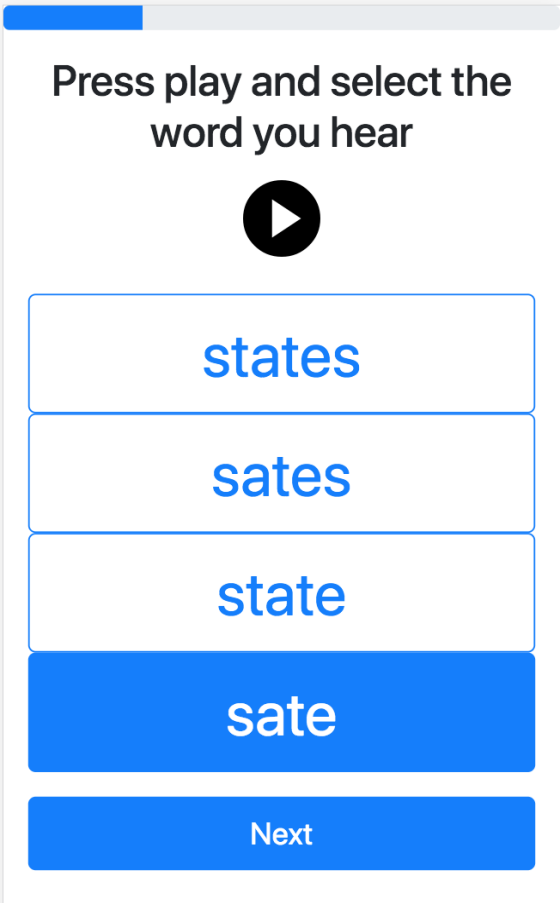 Press play and select the
word you hear
states
sates
state
sate
Next